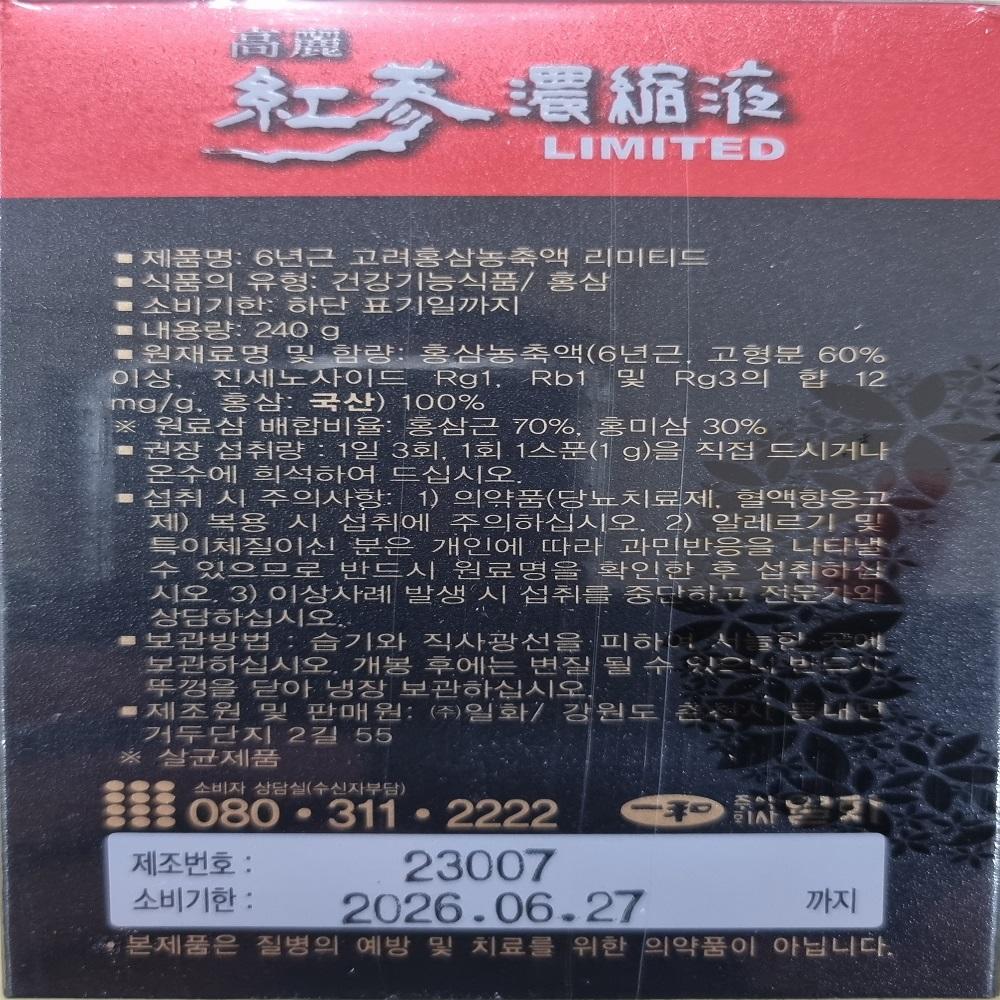 高麗
紅蔘 濃縮液
LIMITED
■ 제품명: 6년근 고려홍삼농축액 리미티드
■ 식품의 유형: 건강기능식품/ 홍삼
■ 소비기한: 하단 표기일까지
■ 내용량: 240 g
■ 원재료명 및 함량: 홍삼농축액(6년근, 고형분 60%
이상, 진세노사이드 Rg1, Rb1 및 Rg3의 합 12
mg/g, 홍삼: 국산) 100%
※ 원료삼 배합비율: 홍삼근 70%, 홍미삼 30%
■ 권장 섭취량 : 1일 3회, 1회 1스푼(1 g)을 직접 드시거나
온수에 희석하여 드십시오.
■ 섭취 시 주의사항: 1) 의약품(당뇨치료제, 혈액항응고
제) 복용 시 섭취에 주의하십시오. 2) 알레르기 및
특이체질이신 분은 개인에 따라 과민반응을 나타낼
수 있으므로 반드시 원료명을 확인한 후 섭취하십
시오. 3) 이상사례 발생 시 섭취를 중단하고 전문가와
상담하십시오.
■ 보관방법 : 습기와 직사광선을 피하여 서늘한 곳에
보관하십시오. 개봉 후에는 변질 될 수 있으니 반드시
뚜껑을 닫아 냉장 보관하십시오.
■ 제조원 및 판매원: ㈜일화/ 강원도 춘천시 동내면
거두단지 2길 55
※ 살균제품
소비자 상담실(수신자부담)
080 • 311 • 2222
一和 주식회사 일화
제조번호 : 23007
소비기한 : 2026.06.27 까지
• 본제품은 질병의 예방 및 치료를 위한 의약품이 아닙니다.